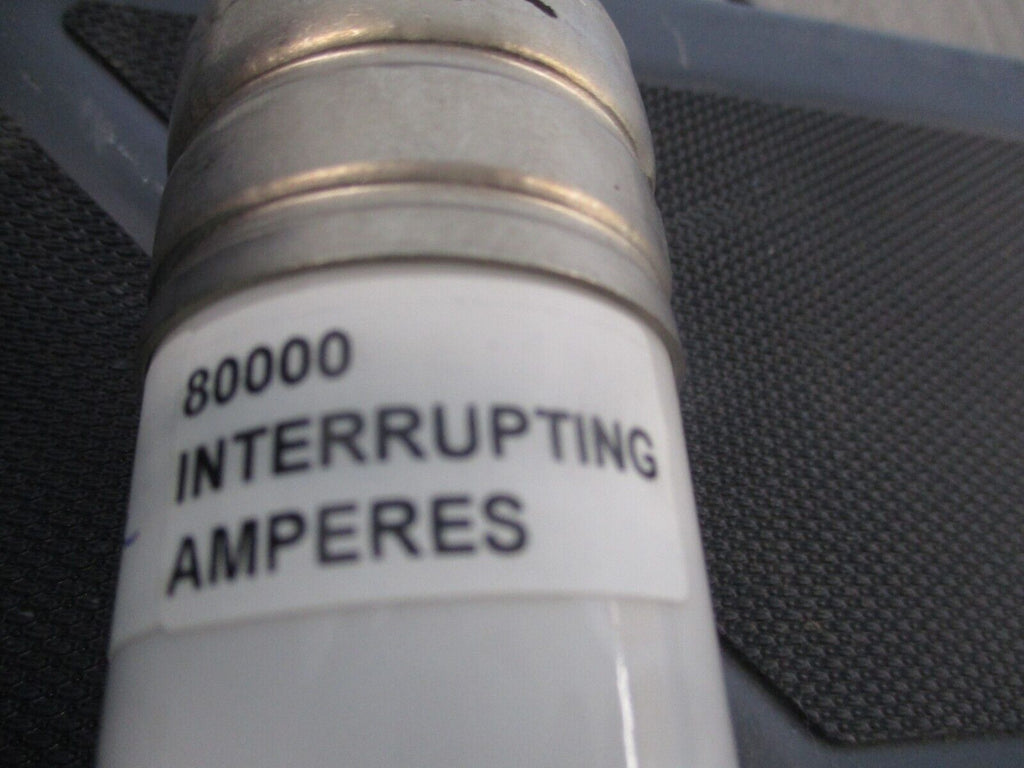 80000
INTERRUPTING
AMPERES